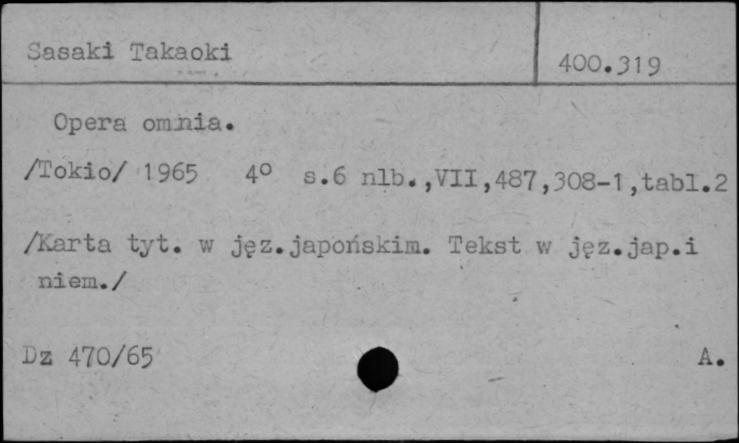 Sasaki Takaoki
400.319
Opera omnia.
/Tokio/ 1965 4° s.6 nlb.,VII,487,308-1,tabl.2
/Karta tyt. w jęz.japońskim. Tekst w jęz.jap.i
niem./
Dz 470/65
A.